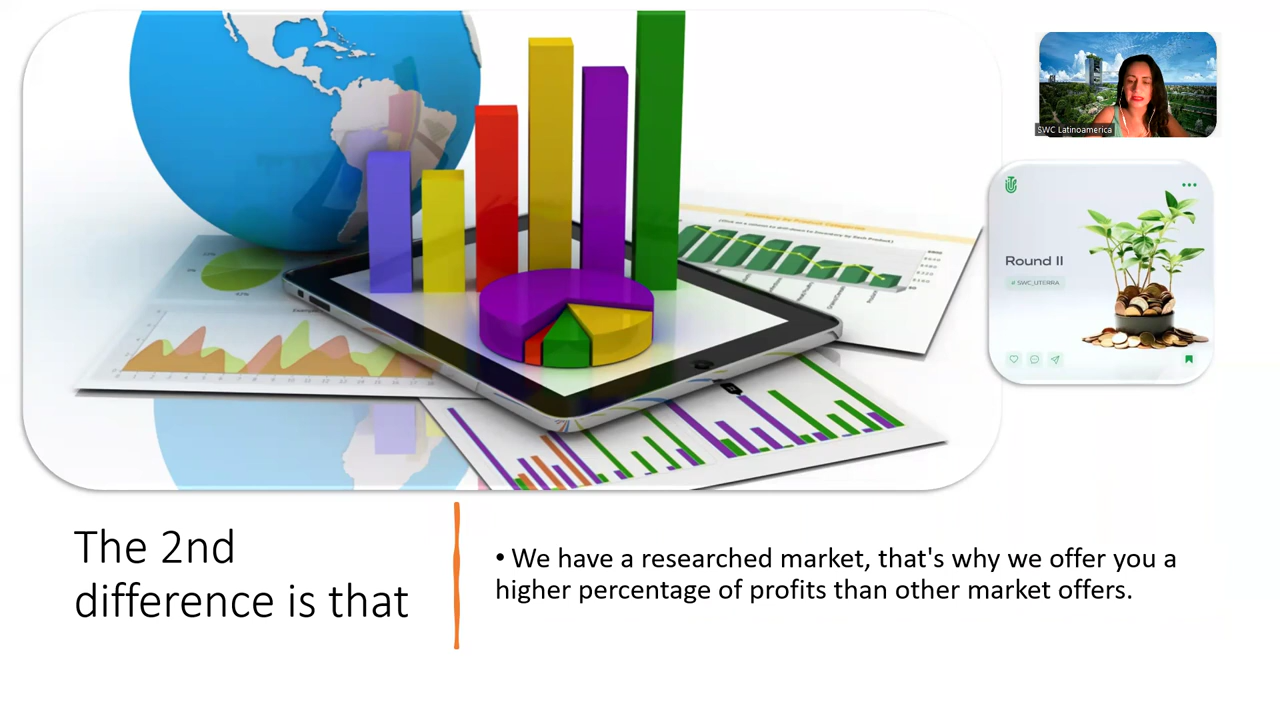 SWC Latinoamerica
Round II
# SWC_UTERRA
The 2nd
difference is that
• We have a researched market, that's why we offer you a
higher percentage of profits than other market offers.